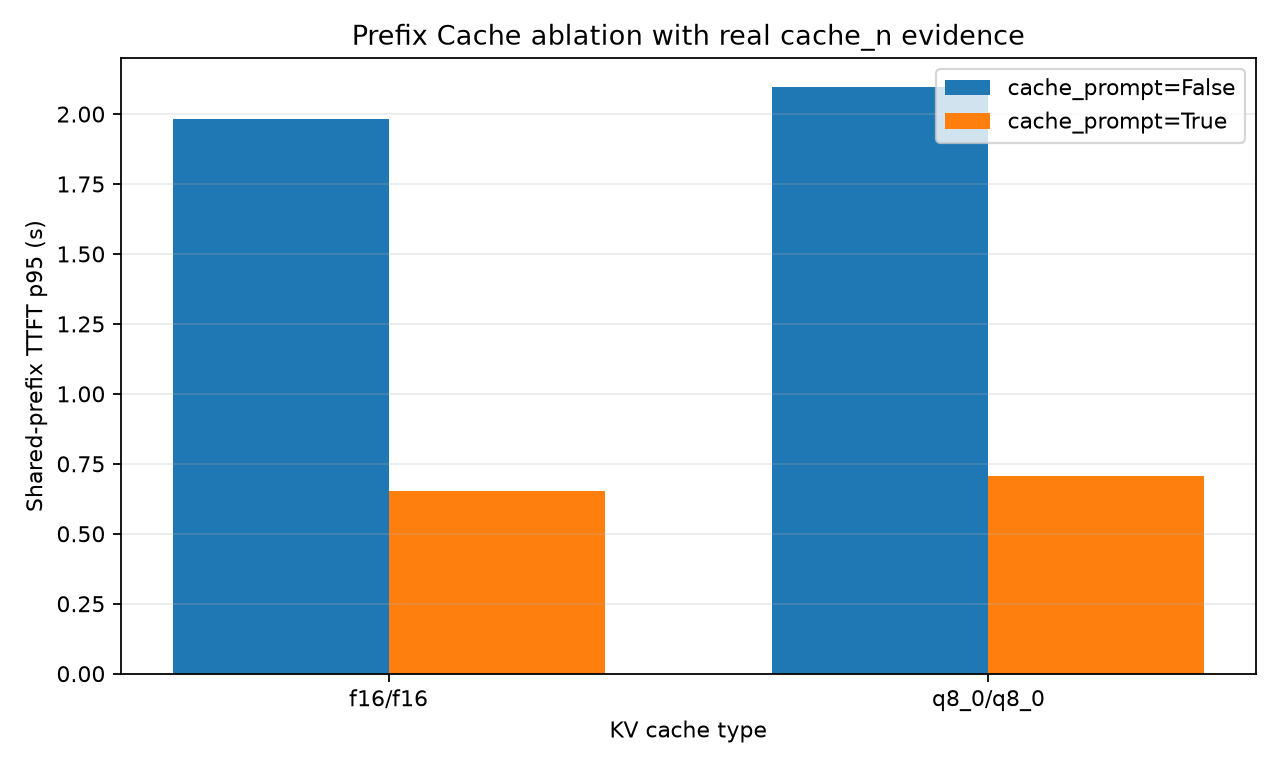 Prefix Cache ablation with real cache_n evidence
cache_prompt=False
cache_prompt=True
Shared-prefix TTFT p95 (s)
2.00
1.75
1.50
1.25
1.00
0.75
0.50
0.25
0.00
f16/f16
q8_0/q8_0
KV cache type